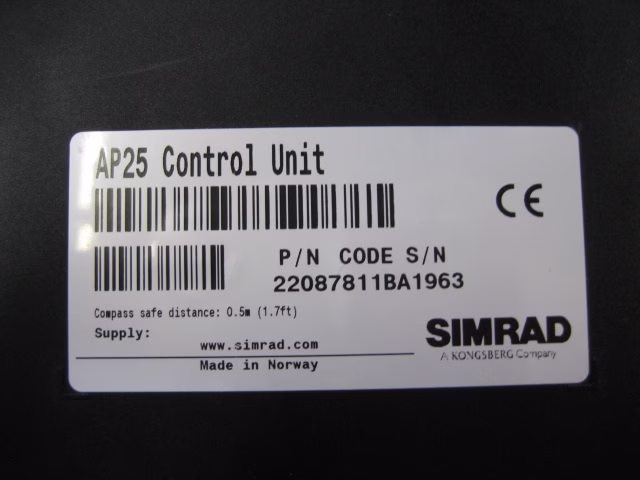 AP25 Control Unit
CE
P/N CODE S/N
22087811BA1963
Compass safe distance: 0.5m (1.7ft)
Supply:
www.simrad.com
Made in Norway
SIMRAD
A KONGSBERG Company